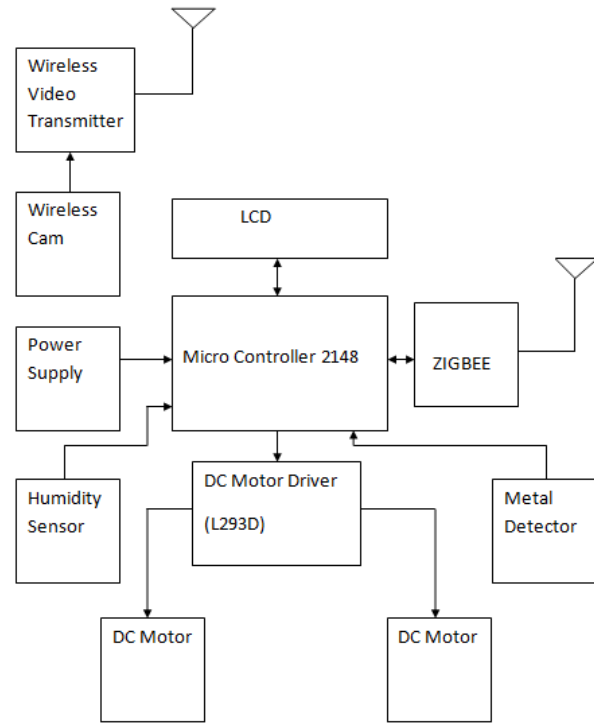 Wireless
Video
Transmitter
Wireless
Cam
LCD
Power
Supply
Micro Controller 2148
ZIGBEE
Humidity
Sensor
DC Motor Driver
(L293D)
Metal
Detector
DC Motor
DC Motor